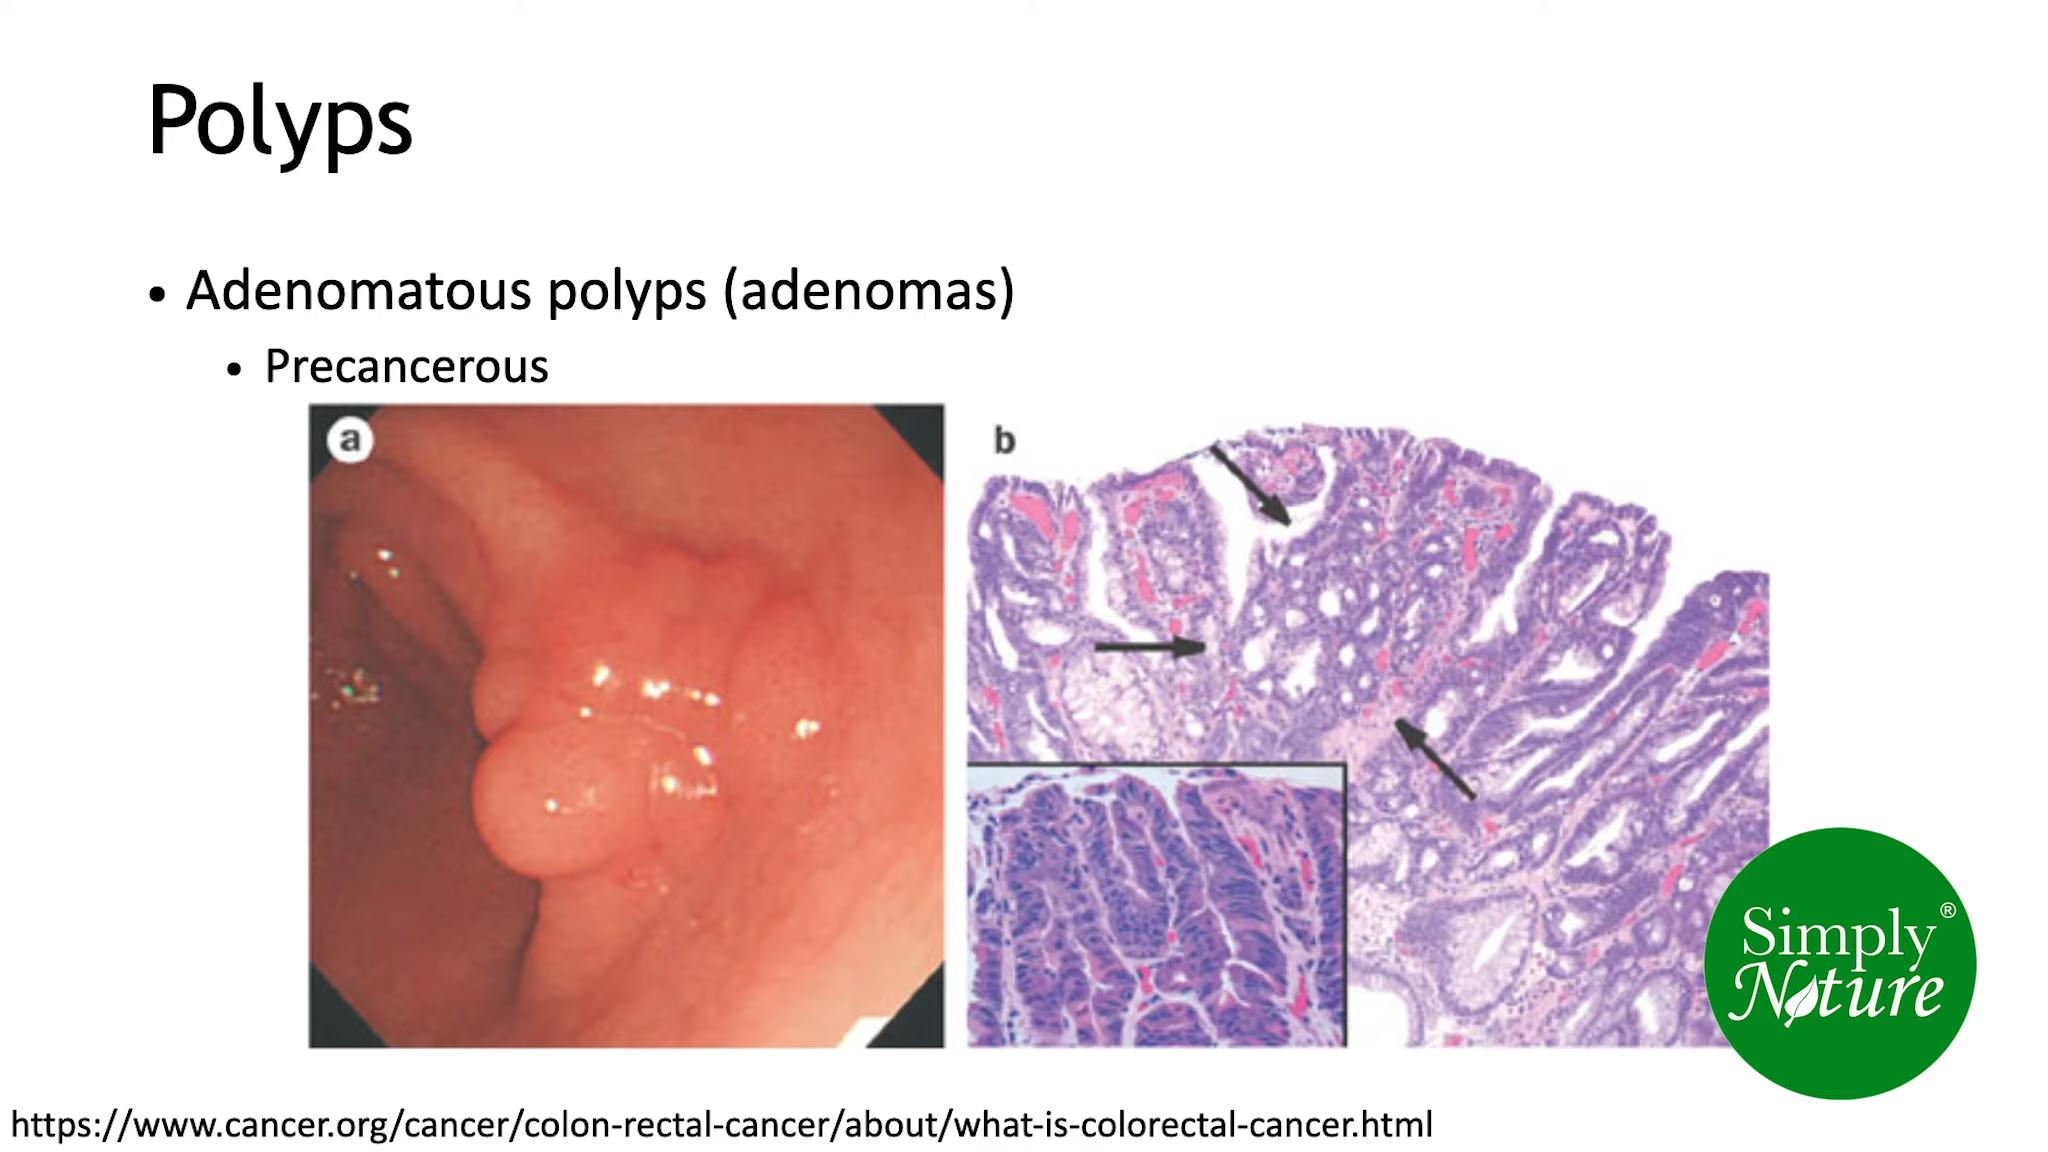 Polyps
• Adenomatous polyps (adenomas)
• Precancerous
a
b
Simply®
Nature
https://www.cancer.org/cancer/colon-rectal-cancer/about/what-is-colorectal-cancer.html